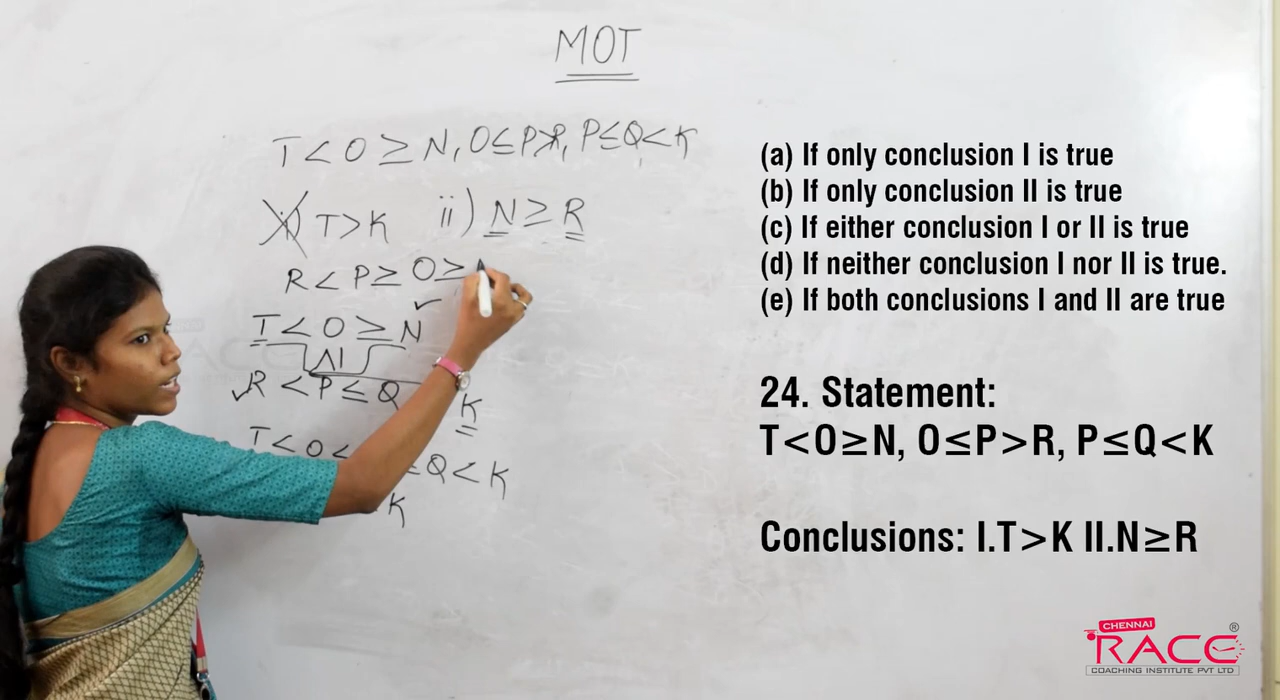 MOT
T<O≥N, O≤P>R, P≤Q<K
i) T>K ii) N≥R
R<P≥O≥
T<O≥N
R<P≤Q
K
T<O<
≤Q<K
K
(a) If only conclusion I is true
(b) If only conclusion II is true
(c) If either conclusion I or II is true
(d) If neither conclusion I nor II is true.
(e) If both conclusions I and II are true
24. Statement:
T<O≥N, O≤P>R, P≤Q<K
Conclusions: I.T>K II.N≥R
CHENNAI
RACE
COACHING INSTITUTE PVT LTD